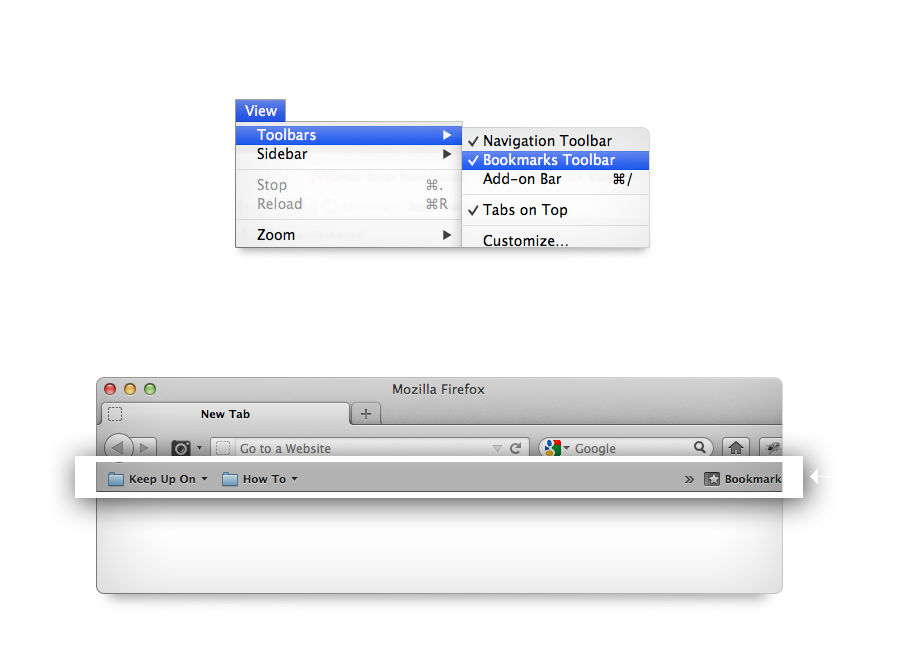 View
Toolbars
Sidebar
Stop ⌘.
Reload ⌘R
Zoom
✓ Navigation Toolbar
✓ Bookmarks Toolbar
Add-on Bar ⌘/
✓ Tabs on Top
Customize...
Mozilla Firefox
New Tab +
Go to a Website Google
Keep Up On How To » Bookmark